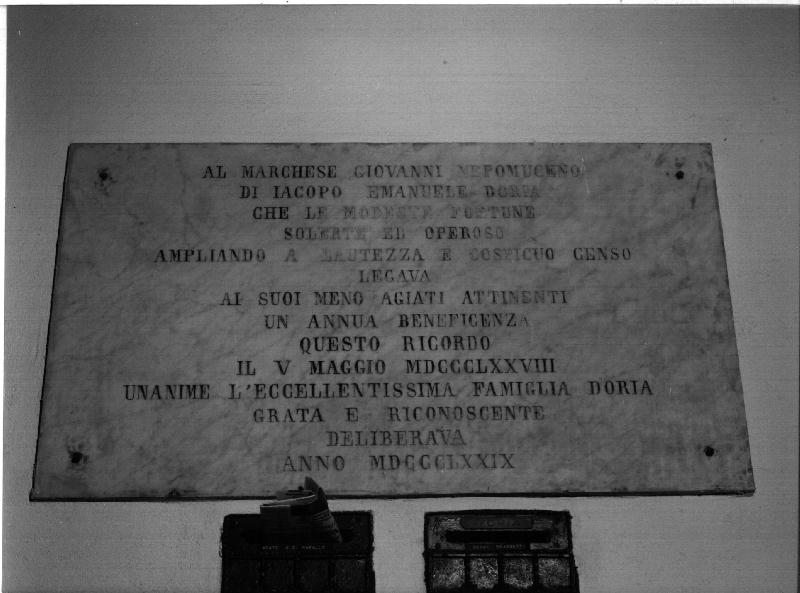 AL MARCHESE GIOVANNI NEPOMUCENO
DI IACOPO EMANUELE DORIA
CHE LE MODESTE FORTUNE
SOLERTE ED OPEROSO
AMPLIANDO A LAUTEZZA E COSPICUO CENSO
LEGAVA
AI SUOI MENO AGIATI ATTINENTI
UN ANNUA BENEFICENZA
QUESTO RICORDO
IL V MAGGIO MDCCCLXXVIII
UNANIME L'ECCELLENTISSIMA FAMIGLIA DORIA
GRATA E RICONOSCENTE
DELIBERAVA
ANNO MDCCCLXXIX